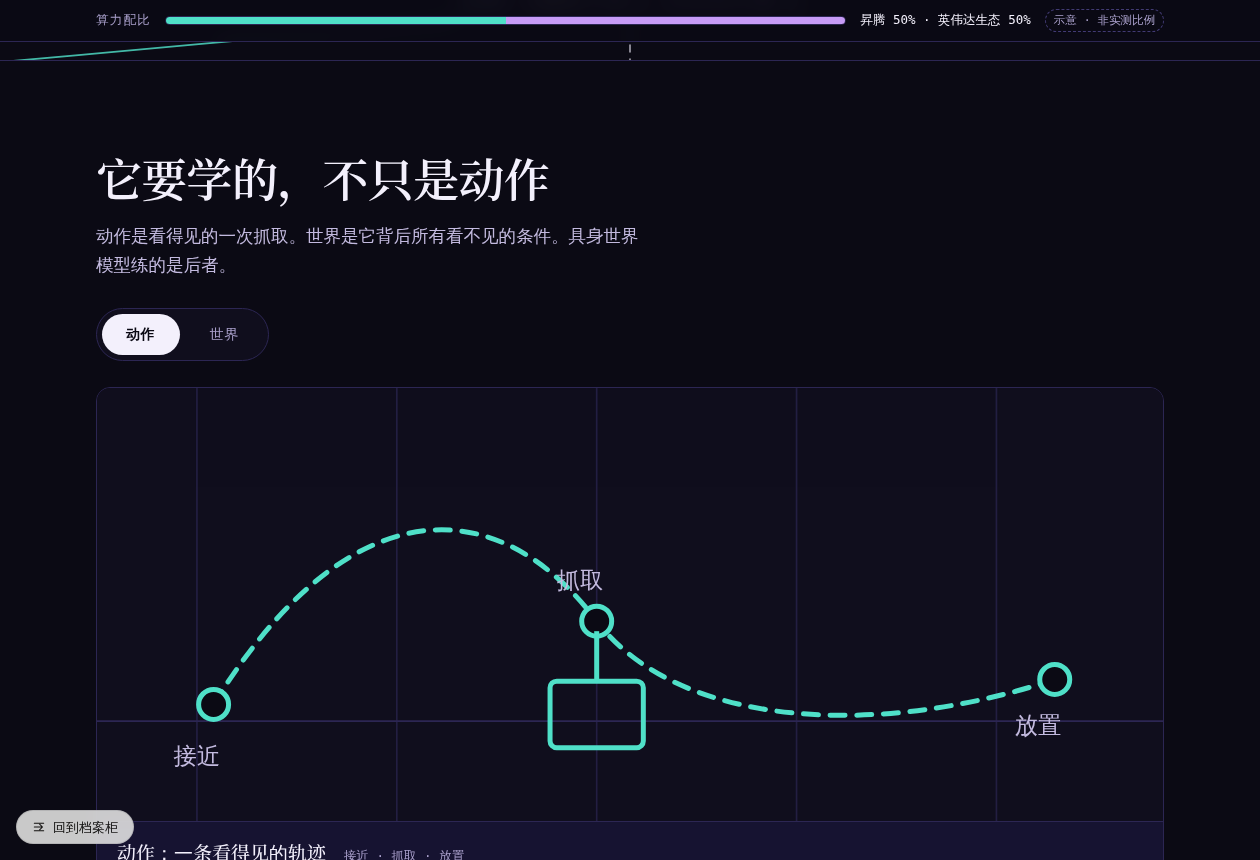 算力配比
昇腾 50% · 英伟达生态 50%
示意 · 非实测比例
它要学的，不只是动作
动作是看得见的一次抓取。世界是它背后所有看不见的条件。具身世界
模型练的是后者。
动作
世界
抓取
接近
放置
回到档案柜
动作：一条看得见的轨迹
接近 · 抓取 · 放置